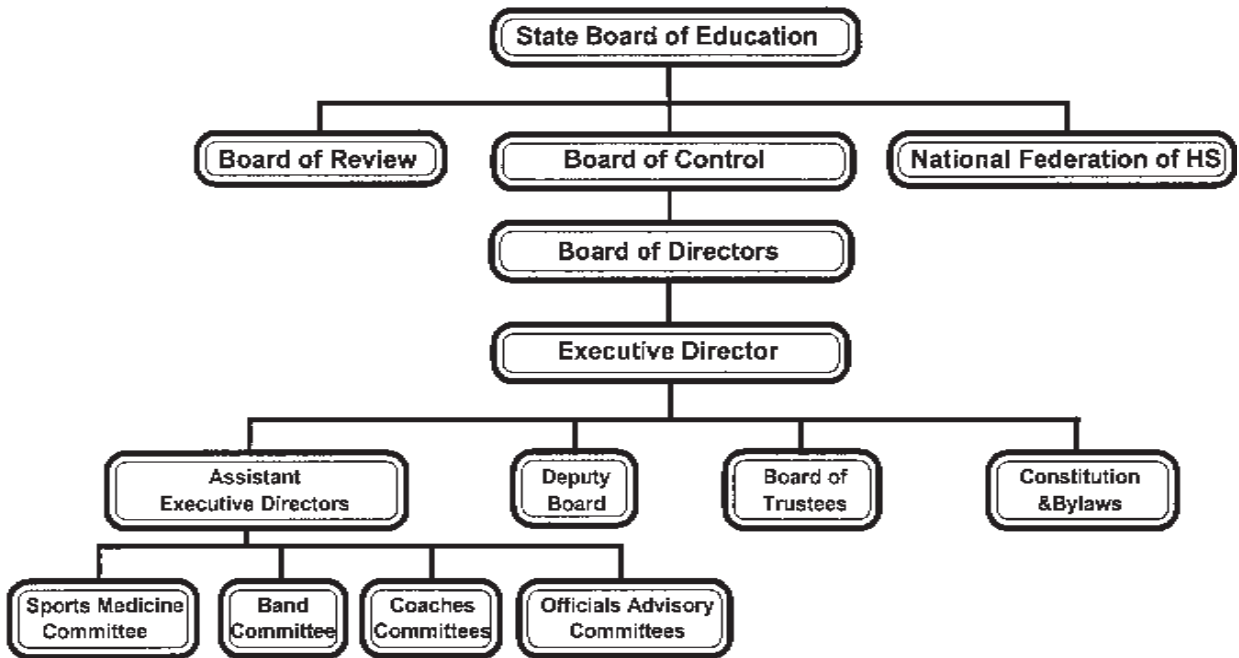 State Board of Education
Board of Review
Board of Control
National Federation of HS
Board of Directors
Executive Director
Assistant
Executive Directors
Deputy
Board
Board of
Trustees
Constitution
&Bylaws
Sports Medicine
Committee
Band
Committee
Coaches
Committees
Officials Advisory
Committees